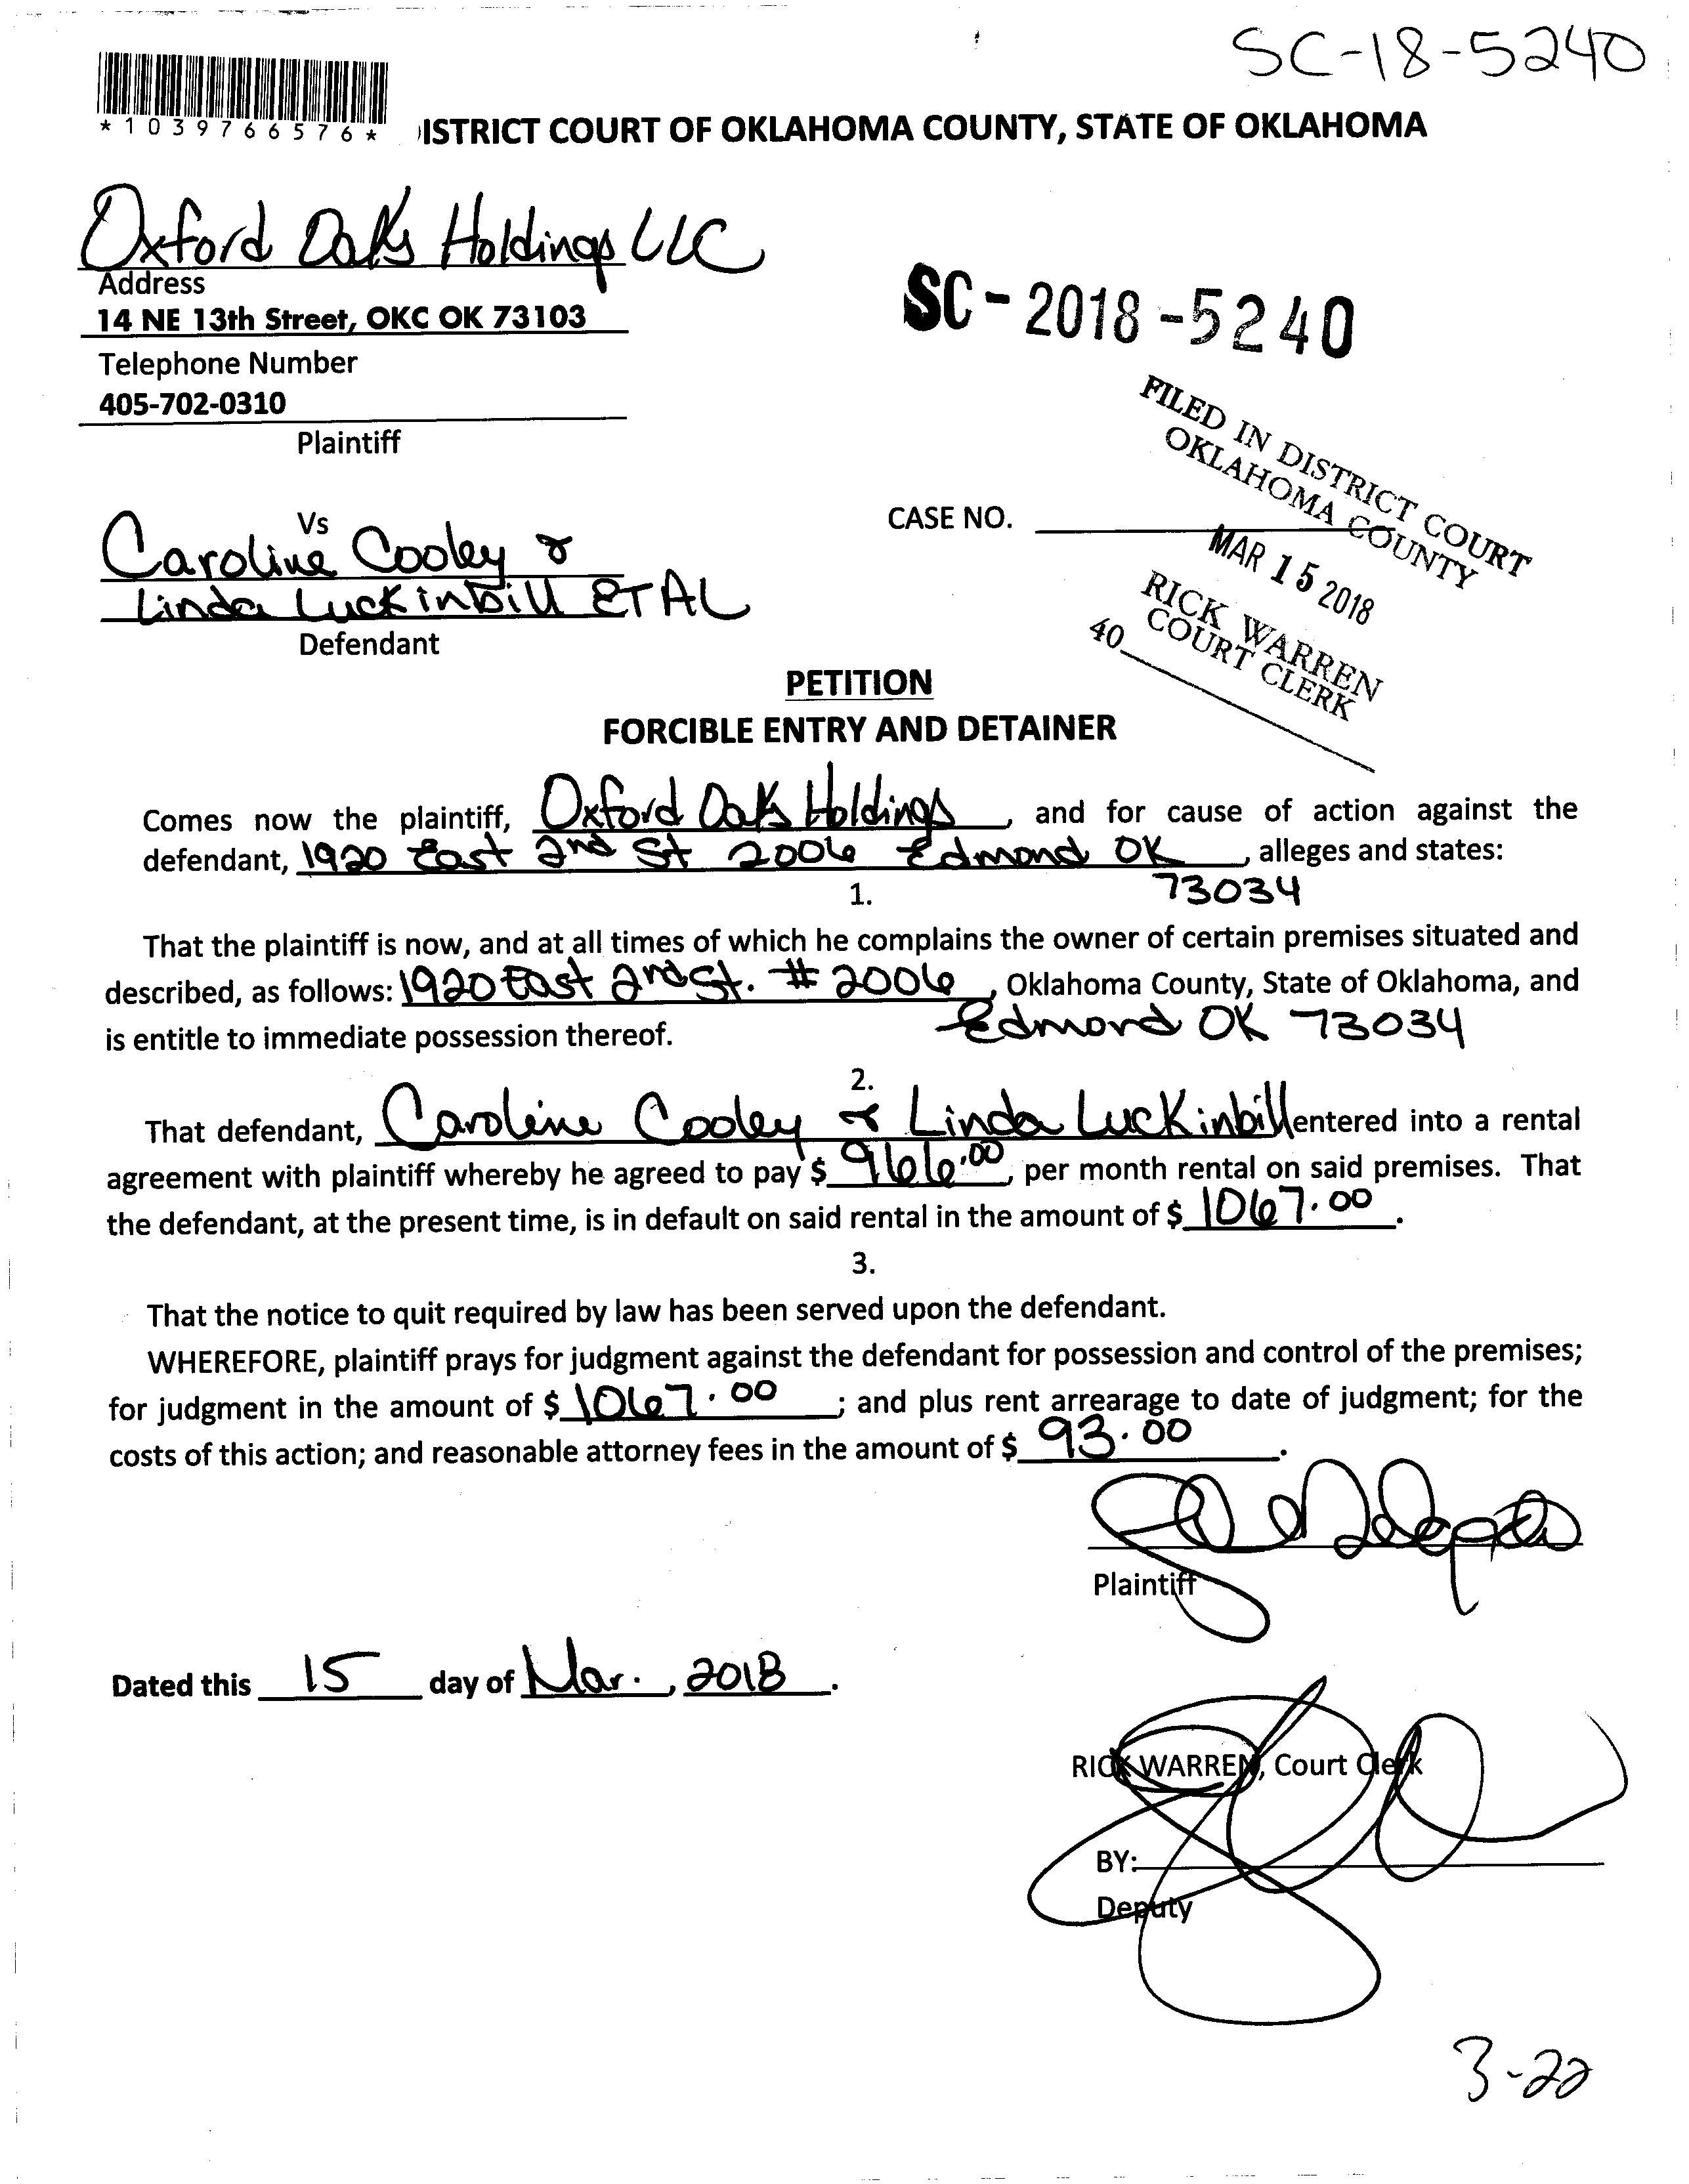 SC-18-5240
*1039766576*
ISTRICT COURT OF OKLAHOMA COUNTY, STATE OF OKLAHOMA
Oxford Oaks Holdings LLC
Address
14 NE 13th Street, OKC OK 73103
SC-2018-5240
Telephone Number
405-702-0310
Plaintiff
FILED IN DISTRICT COURT
OKLAHOMA COUNTY
MAR 15 2018
RICK WARREN
COURT CLERK
40
Vs
CASE NO.
Caroline Cooley &
Linda Luckinbill ET AL
Defendant
PETITION
FORCIBLE ENTRY AND DETAINER
Comes now the plaintiff, Oxford Oaks Holdings, and for cause of action against the
defendant, 1920 East 2nd St 2006 Edmond OK, alleges and states:
73034
1.
That the plaintiff is now, and at all times of which he complains the owner of certain premises situated and
described, as follows: 1920 East 2nd St. # 2006, Oklahoma County, State of Oklahoma, and
Edmond OK 73034
is entitle to immediate possession thereof.
2.
That defendant, Caroline Cooley & Linda Luckinbill entered into a rental
agreement with plaintiff whereby he agreed to pay $ 966.00, per month rental on said premises. That
the defendant, at the present time, is in default on said rental in the amount of $ 1067.00.
3.
That the notice to quit required by law has been served upon the defendant.
WHEREFORE, plaintiff prays for judgment against the defendant for possession and control of the premises;
for judgment in the amount of $ 1067.00; and plus rent arrearage to date of judgment; for the
costs of this action; and reasonable attorney fees in the amount of $ 93.00.
Plaintiff
Dated this 15 day of Mar., 2018.
RICK WARREN, Court Clerk
BY:
Deputy
3-22